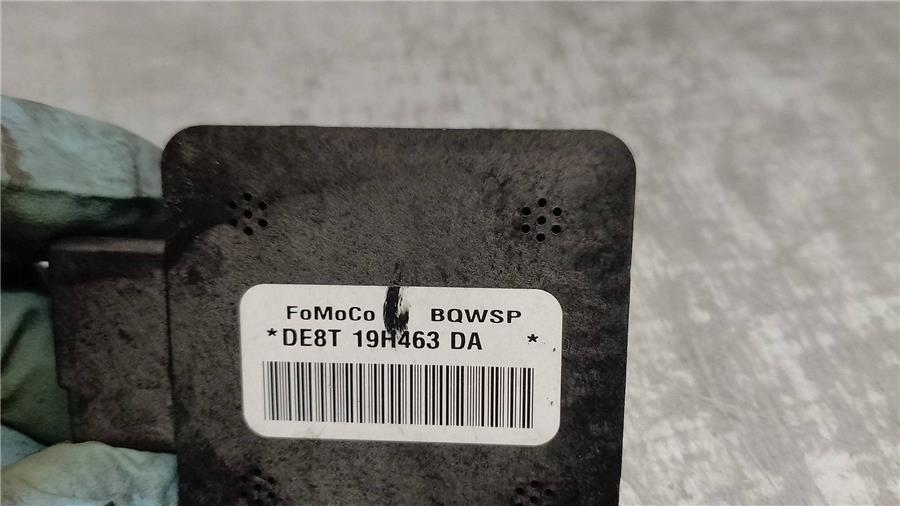 FoMoCo BQWSP
*DE8T 19H463 DA *